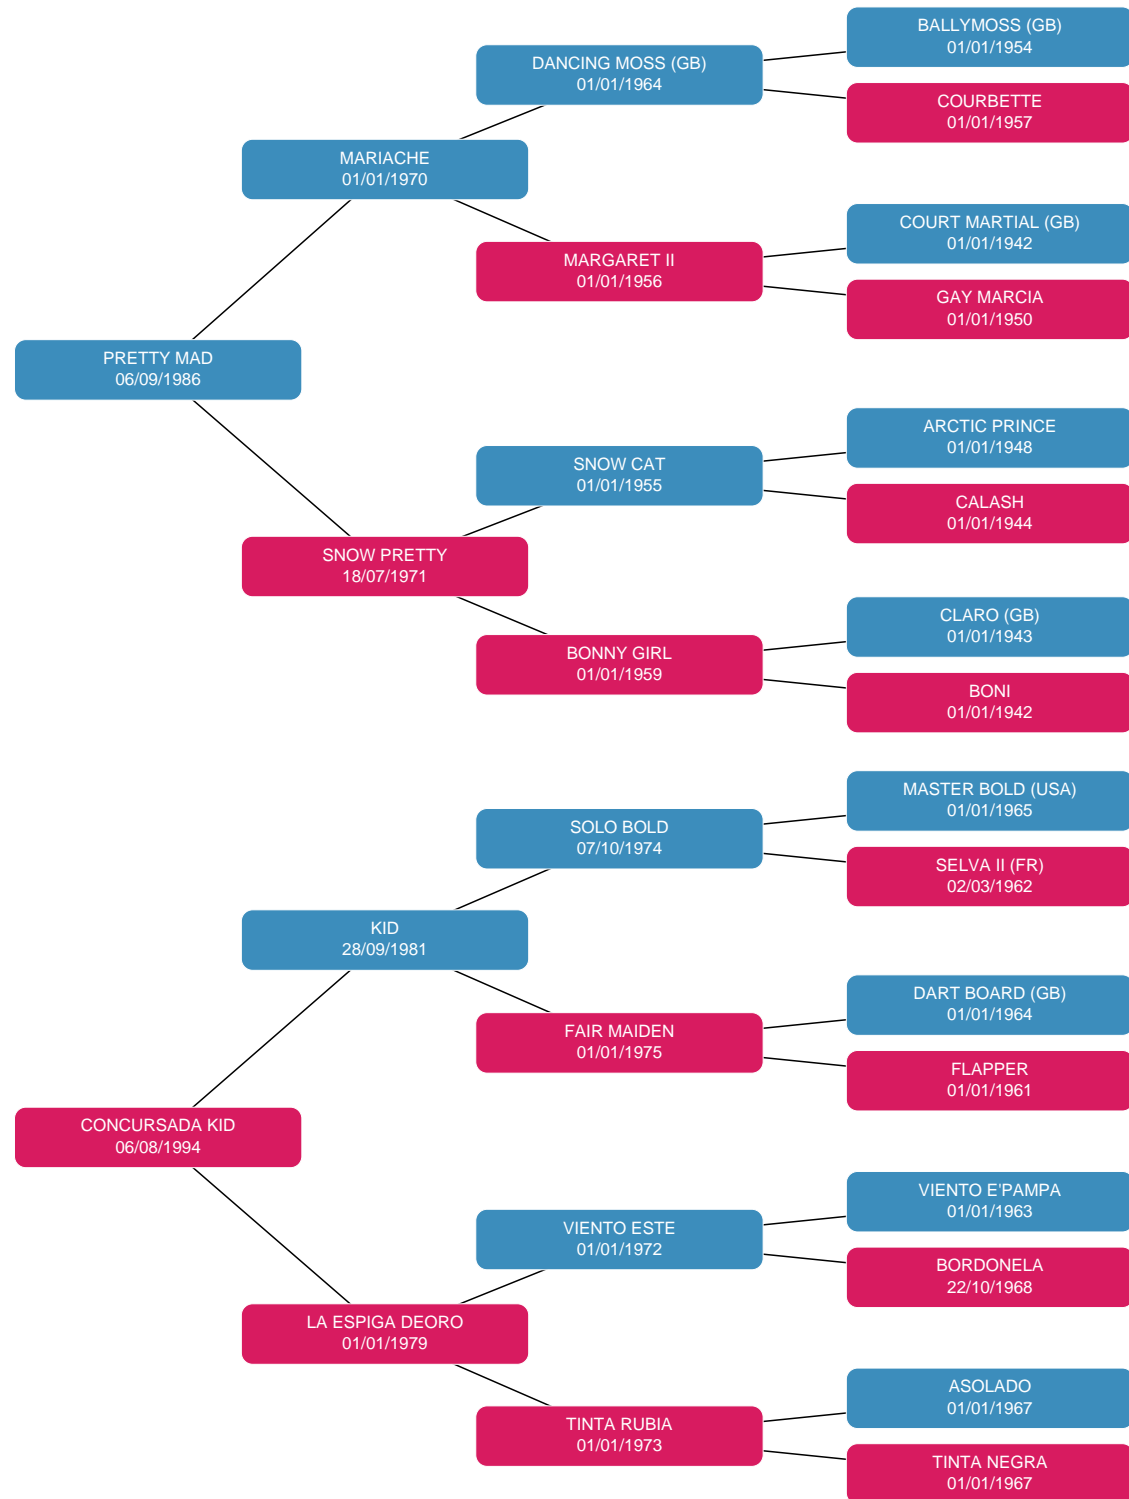 BALLYMOSS (GB)
01/01/1954
DANCING MOSS (GB)
01/01/1964
COURBETTE
01/01/1957
MARIACHE
01/01/1970
COURT MARTIAL (GB)
01/01/1942
MARGARET II
01/01/1956
GAY MARCIA
01/01/1950
PRETTY MAD
06/09/1986
ARCTIC PRINCE
01/01/1948
SNOW CAT
01/01/1955
CALASH
01/01/1944
SNOW PRETTY
18/07/1971
CLARO (GB)
01/01/1943
BONNY GIRL
01/01/1959
BONI
01/01/1942
MASTER BOLD (USA)
01/01/1965
SOLO BOLD
07/10/1974
SELVA II (FR)
02/03/1962
KID
28/09/1981
DART BOARD (GB)
01/01/1964
FAIR MAIDEN
01/01/1975
FLAPPER
01/01/1961
CONCURSADA KID
06/08/1994
VIENTO E'PAMPA
01/01/1963
VIENTO ESTE
01/01/1972
BORDONELA
22/10/1968
LA ESPIGA DEORO
01/01/1979
ASOLADO
01/01/1967
TINTA RUBIA
01/01/1973
TINTA NEGRA
01/01/1967